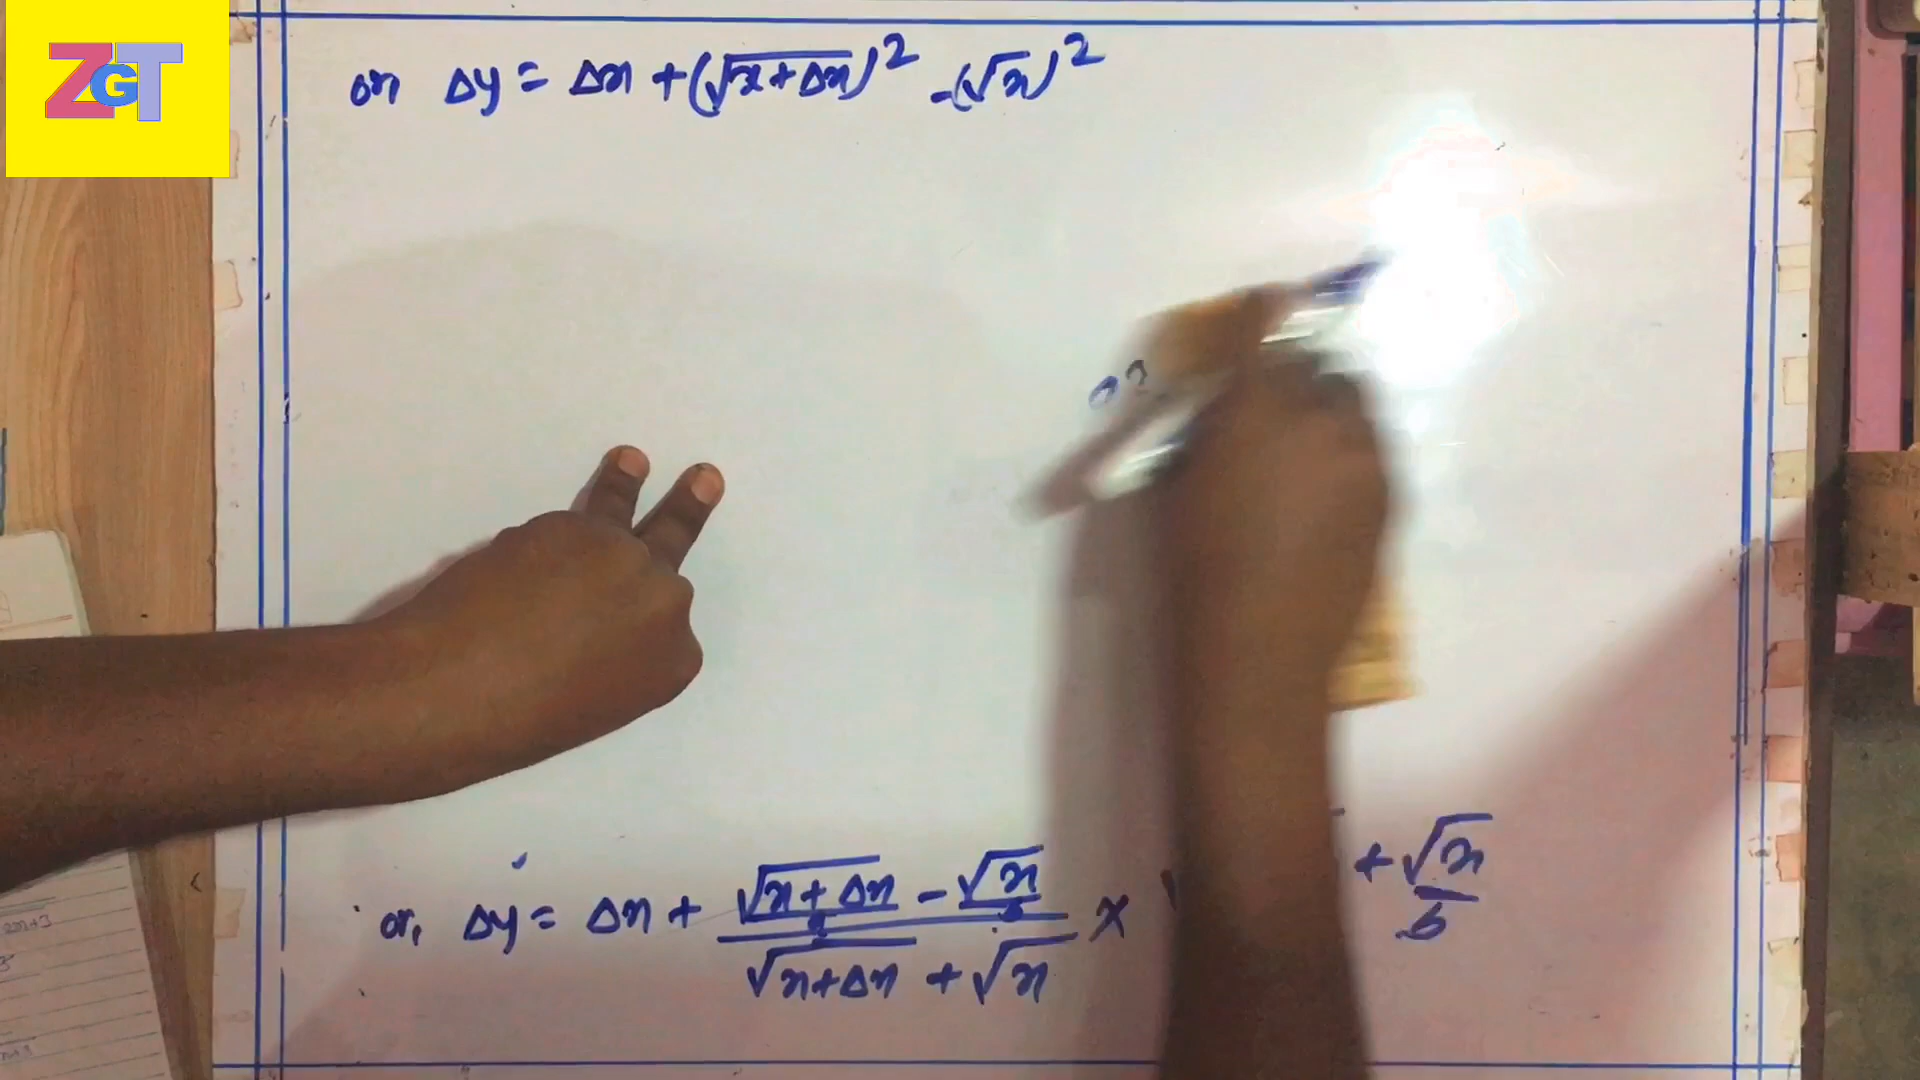 ZGT
or Δy = Δx + (√x+Δx)² - (√x)²
or, Δy = Δx + √x+Δx - √x × + √x
a b b
√x+Δx + √x